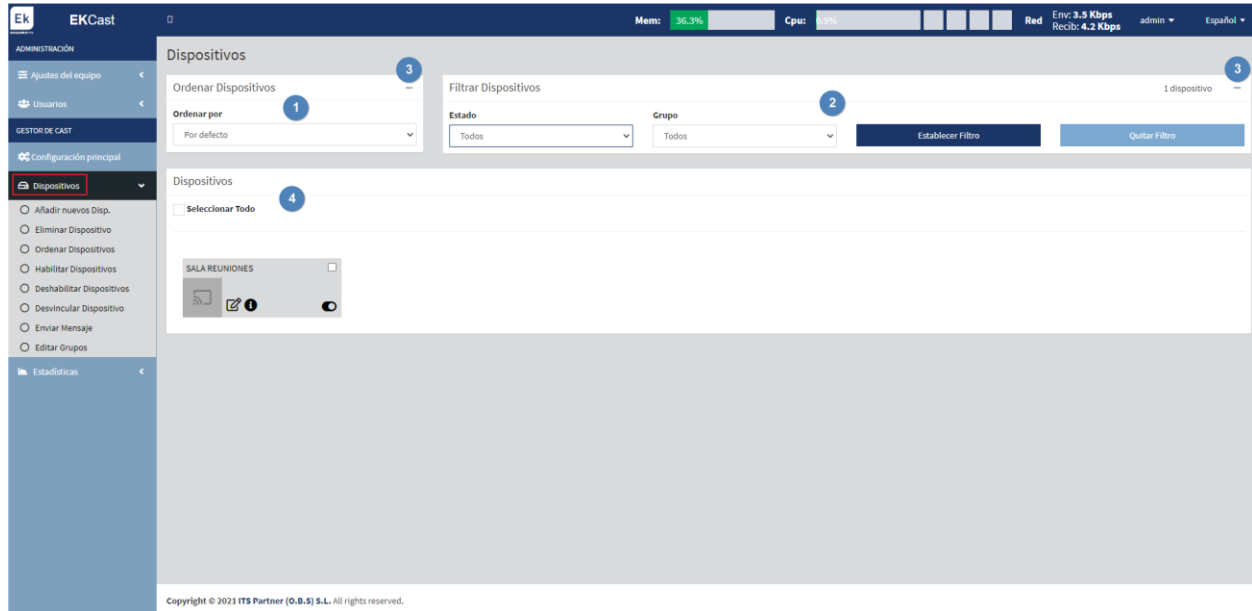 Ek
EKCast
Mem: 36.3%
Cpu: 0.9%
Red
Env: 3.5 Kbps
Recib: 4.2 Kbps
admin
Español
ADMINISTRACIÓN
Ajustes del equipo
Usuarios
GESTOR DE CAST
Configuración principal
Dispositivos
Añadir nuevos Disp.
Eliminar Dispositivo
Ordenar Dispositivos
Habilitar Dispositivos
Deshabilitar Dispositivos
Desvincular Dispositivo
Enviar Mensaje
Editar Grupos
Estadísticas
Dispositivos
Ordenar Dispositivos
3
Ordenar por
1
Por defecto
Filtrar Dispositivos
1 dispositivo
3
Estado
Grupo
2
Todos
Todos
Establecer Filtro
Quitar Filtro
Dispositivos
Seleccionar Todo
4
SALA REUNIONES
Copyright © 2021 ITS Partner (O.B.S) S.L. All rights reserved.